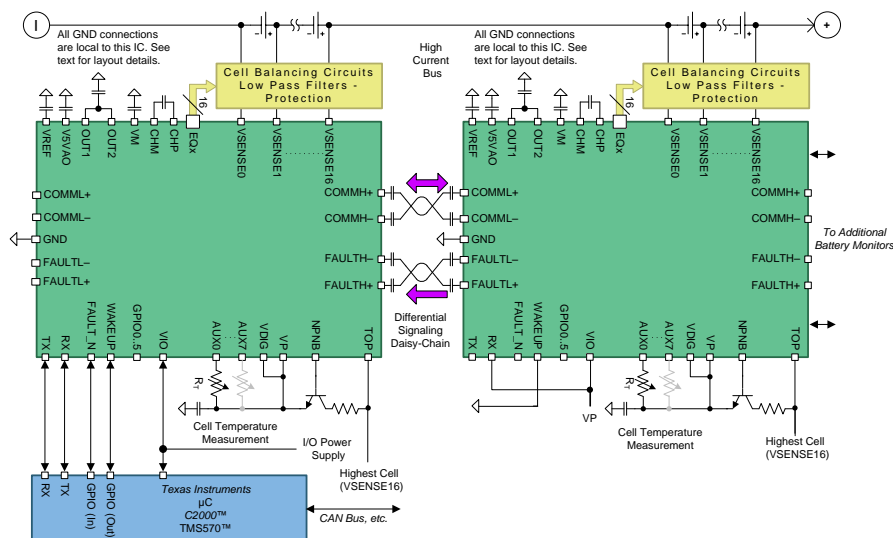 I
+
All GND connections
are local to this IC. See
text for layout details.
High
Current
Bus
All GND connections
are local to this IC. See
text for layout details.
Cell Balancing Circuits
Low Pass Filters -
Protection
Cell Balancing Circuits
Low Pass Filters -
Protection
16
16
VREF
V5VAO
OUT1
OUT2
VM
CHM
CHP
EQx
VSENSE0
VSENSE1
VSENSE16
VREF
V5VAO
OUT1
OUT2
VM
CHM
CHP
EQx
VSENSE0
VSENSE1
VSENSE16
COMML+
COMML–
GND
FAULTL–
FAULTL+
COMMH+
COMMH–
FAULTH–
FAULTH+
COMML+
COMML–
GND
FAULTL–
FAULTL+
COMMH+
COMMH–
FAULTH–
FAULTH+
To Additional
Battery Monitors
Differential
Signaling
Daisy-Chain
TX
RX
FAULT_N
WAKEUP
GPIO0..5
VIO
AUX0
AUX7
VDIG
VP
NPNB
TOP
TX
RX
FAULT_N
WAKEUP
GPIO0..5
VIO
AUX0
AUX7
VDIG
VP
NPNB
TOP
RT
RT
Cell Temperature
Measurement
VP
Cell Temperature
Measurement
I/O Power
Supply
Highest Cell
(VSENSE16)
Highest Cell
(VSENSE16)
RX
TX
GPIO (In)
GPIO (Out)
Texas Instruments
µC
C2000™
TMS570™
CAN Bus, etc.